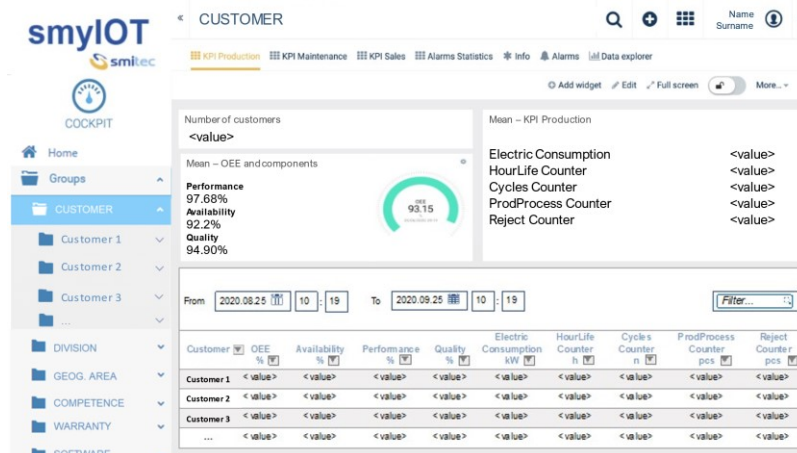 smyIOT
smitec
COCKPIT
Home
Groups
CUSTOMER
Customer 1
Customer 2
Customer 3
...
DIVISION
GEOG. AREA
COMPETENCE
WARRANTY
SOFTWARE
« CUSTOMER
Name
Surname
KPI Production KPI Maintenance KPI Sales Alarms Statistics Info Alarms Data explorer
Add widget Edit Full screen More...
Number of customers
<value>
Mean – OEE and components
Performance
97.68%
Availability
92.2%
Quality
94.90%
OEE
93.15
Mean – KPI Production
Electric Consumption <value>
HourLife Counter <value>
Cycles Counter <value>
ProdProcess Counter <value>
Reject Counter <value>
From 2020.08.25 10 : 19 To 2020.09.25 10 : 19 Filter...
Customer OEE % Availability % Performance % Quality % Electric Consumption kW HourLife Counter h Cycles Counter n ProdProcess Counter pcs Reject Counter pcs
Customer 1 <value> <value> <value> <value> <value> <value> <value> <value> <value>
Customer 2 <value> <value> <value> <value> <value> <value> <value> <value> <value>
Customer 3 <value> <value> <value> <value> <value> <value> <value> <value> <value>
... <value> <value> <value> <value> <value> <value> <value> <value> <value>